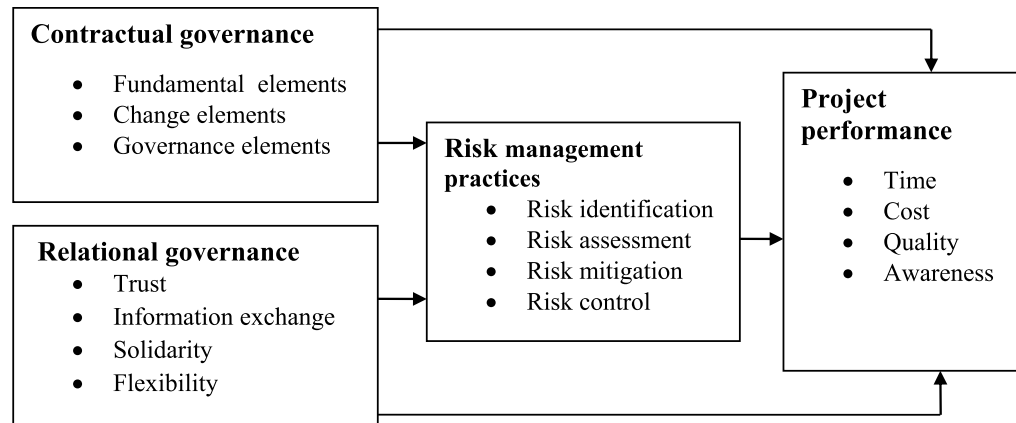 Contractual governance
• Fundamental elements
• Change elements
• Governance elements
Relational governance
• Trust
• Information exchange
• Solidarity
• Flexibility
Risk management
practices
• Risk identification
• Risk assessment
• Risk mitigation
• Risk control
Project
performance
• Time
• Cost
• Quality
• Awareness